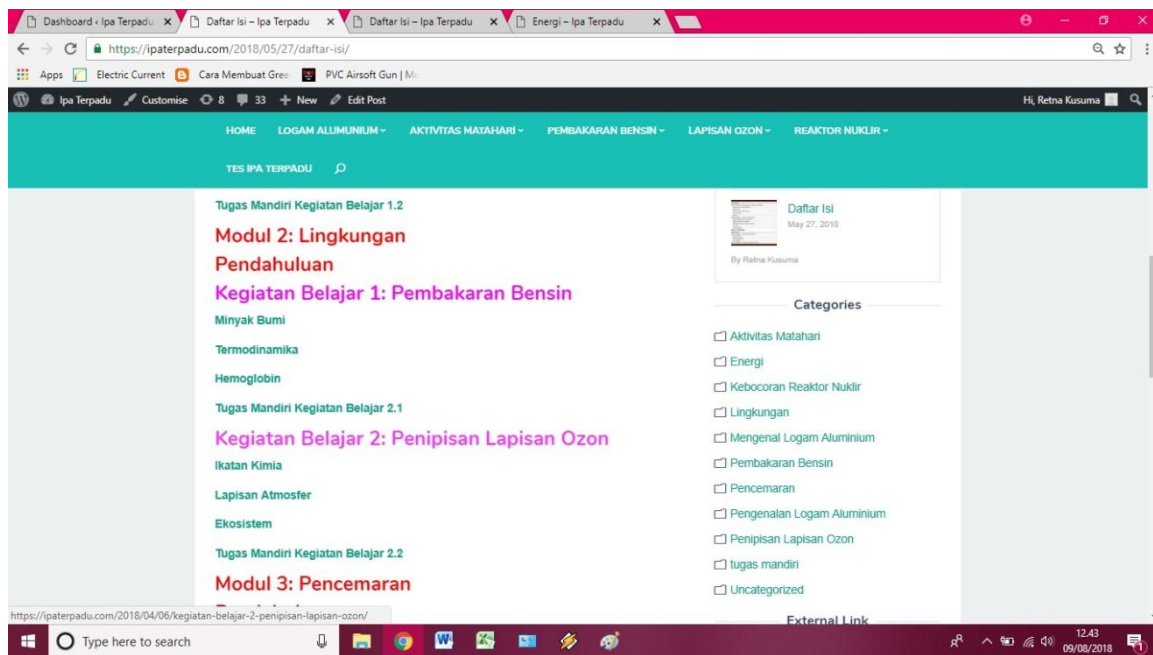 Dashboard ‹ Ipa Terpadu
Daftar Isi – Ipa Terpadu
Daftar Isi – Ipa Terpadu
Energi – Ipa Terpadu
https://ipaterpadu.com/2018/05/27/daftar-isi/
Apps Electric Current Cara Membuat Gree PVC Airsoft Gun | Mo
Ipa Terpadu Customise 8 33 New Edit Post Hi, Retna Kusuma
HOME LOGAM ALUMUNIUM AKTIVITAS MATAHARI PEMBAKARAN BENSIN LAPISAN OZON REAKTOR NUKLIR
TES IPA TERPADU
Tugas Mandiri Kegiatan Belajar 1.2
Modul 2: Lingkungan
Pendahuluan
Kegiatan Belajar 1: Pembakaran Bensin
Minyak Bumi
Termodinamika
Hemoglobin
Tugas Mandiri Kegiatan Belajar 2.1
Kegiatan Belajar 2: Penipisan Lapisan Ozon
Ikatan Kimia
Lapisan Atmosfer
Ekosistem
Tugas Mandiri Kegiatan Belajar 2.2
Modul 3: Pencemaran
Daftar Isi
May 27, 2018
By Retna Kusuma
Categories
Aktivitas Matahari
Energi
Kebocoran Reaktor Nuklir
Lingkungan
Mengenal Logam Aluminium
Pembakaran Bensin
Pencemaran
Pengenalan Logam Aluminium
Penipisan Lapisan Ozon
tugas mandiri
Uncategorized
External Link
https://ipaterpadu.com/2018/04/06/kegiatan-belajar-2-penipisan-lapisan-ozon/
Type here to search
12.43
09/08/2018